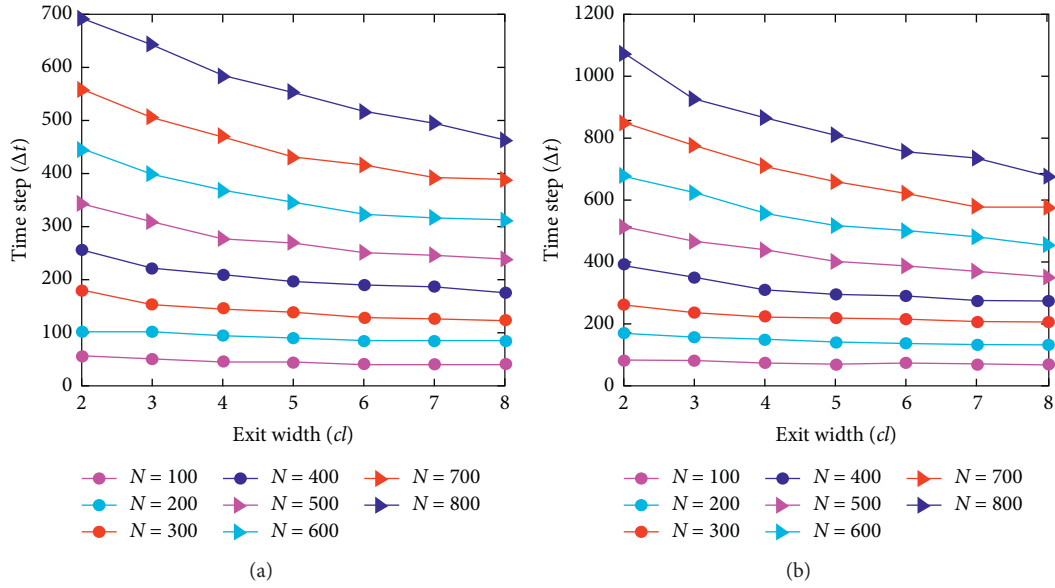 700
600
500
400
300
200
100
0
Time step (Δt)
2 3 4 5 6 7 8
Exit width (cl)
N = 100 N = 400 N = 700
N = 200 N = 500 N = 800
N = 300 N = 600
(a)
1200
1000
800
600
400
200
0
Time step (Δt)
2 3 4 5 6 7 8
Exit width (cl)
N = 100 N = 400 N = 700
N = 200 N = 500 N = 800
N = 300 N = 600
(b)